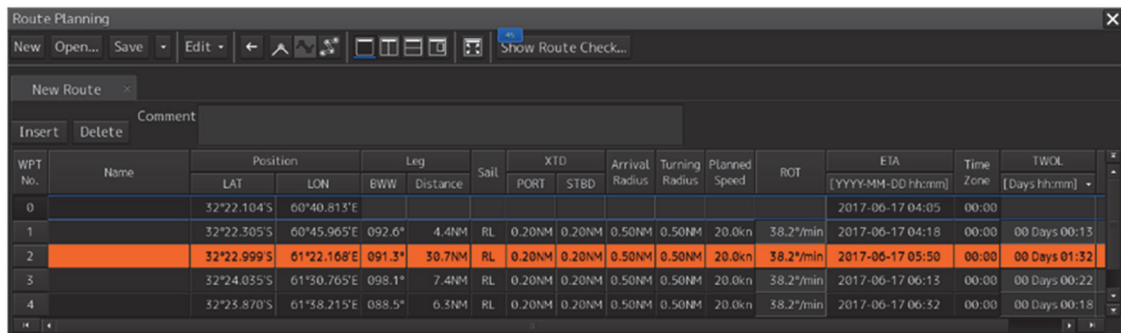 Route Planning
New Open... Save Edit Show Route Check...
45
New Route
Insert Delete Comment
WPT No. Name Position Leg Sail XTD Arrival Radius Turning Radius Planned Speed ROT ETA Time Zone TWOL
LAT LON BWW Distance PORT STBD [YYYY-MM-DD hh:mm] [Days hh:mm]
0 32°22.104'S 60°40.813'E 2017-06-17 04:05 00:00
1 32°22.305'S 60°45.965'E 092.6° 4.4NM RL 0.20NM 0.20NM 0.50NM 0.50NM 20.0kn 38.2°/min 2017-06-17 04:18 00:00 00 Days 00:13
2 32°22.999'S 61°22.168'E 091.3° 30.7NM RL 0.20NM 0.20NM 0.50NM 0.50NM 20.0kn 38.2°/min 2017-06-17 05:50 00:00 00 Days 01:32
3 32°24.035'S 61°30.765'E 098.1° 7.4NM RL 0.20NM 0.20NM 0.50NM 0.50NM 20.0kn 38.2°/min 2017-06-17 06:13 00:00 00 Days 00:22
4 32°23.870'S 61°38.215'E 088.5° 6.3NM RL 0.20NM 0.20NM 0.50NM 0.50NM 20.0kn 38.2°/min 2017-06-17 06:32 00:00 00 Days 00:18